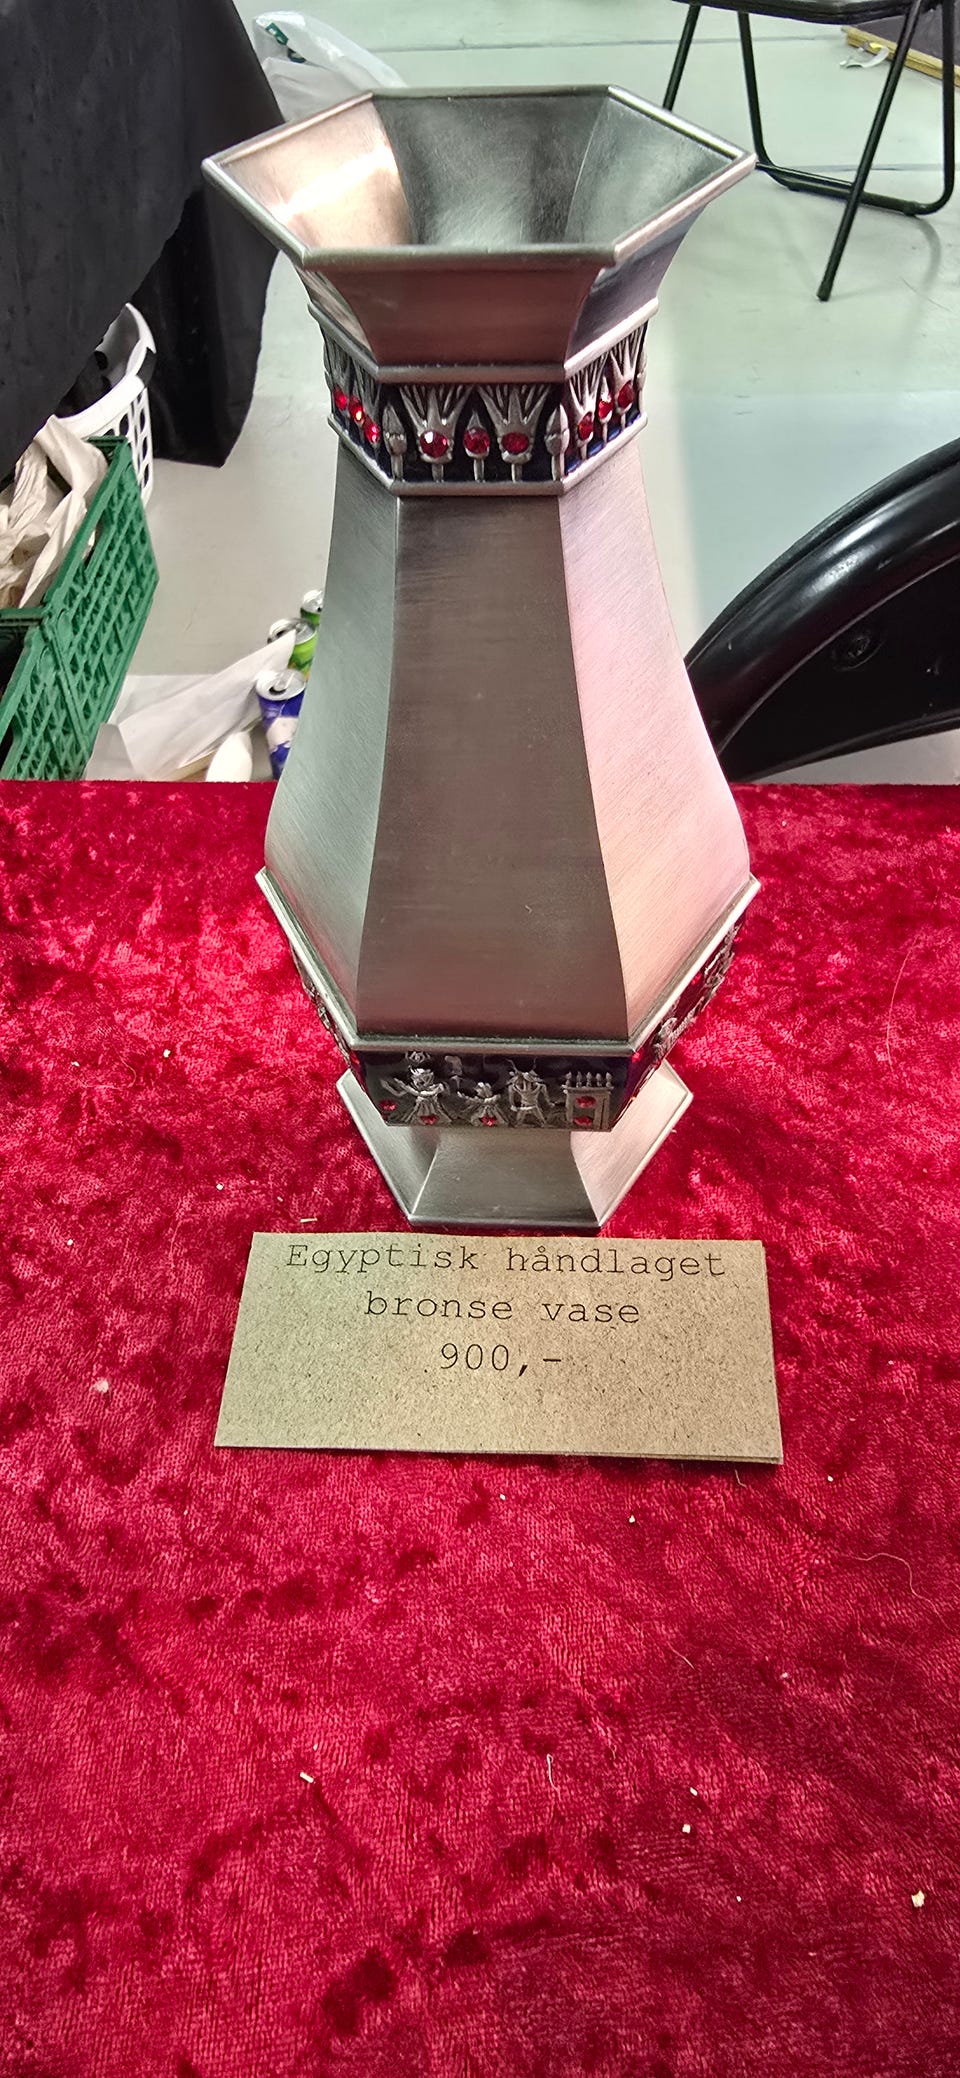 Egyptisk håndlaget
bronse vase
900,-